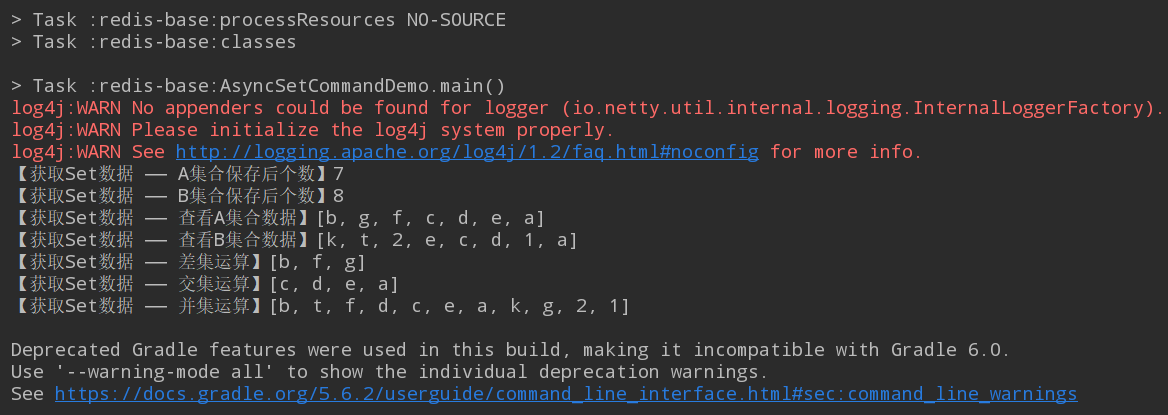 > Task :redis-base:processResources NO-SOURCE
> Task :redis-base:classes
> Task :redis-base:AsyncSetCommandDemo.main()
log4j:WARN No appenders could be found for logger (io.netty.util.internal.logging.InternalLoggerFactory).
log4j:WARN Please initialize the log4j system properly.
log4j:WARN See http://logging.apache.org/log4j/1.2/faq.html#noconfig for more info.
【获取Set数据 —— A集合保存后个数】7
【获取Set数据 —— B集合保存后个数】8
【获取Set数据 —— 查看A集合数据】[b, g, f, c, d, e, a]
【获取Set数据 —— 查看B集合数据】[k, t, 2, e, c, d, 1, a]
【获取Set数据 —— 差集运算】[b, f, g]
【获取Set数据 —— 交集运算】[c, d, e, a]
【获取Set数据 —— 并集运算】[b, t, f, d, c, e, a, k, g, 2, 1]
Deprecated Gradle features were used in this build, making it incompatible with Gradle 6.0.
Use '--warning-mode all' to show the individual deprecation warnings.
See https://docs.gradle.org/5.6.2/userguide/command_line_interface.html#sec:command_line_warnings